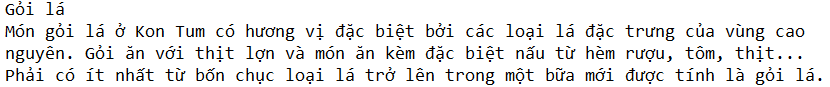 Gỏi lá
Món gỏi lá ở Kon Tum có hương vị đặc biệt bởi các loại lá đặc trưng của vùng cao
nguyên. Gỏi ăn với thịt lợn và món ăn kèm đặc biệt nấu từ hèm rượu, tôm, thịt...
Phải có ít nhất từ bốn chục loại lá trở lên trong một bữa mới được tính là gỏi lá.